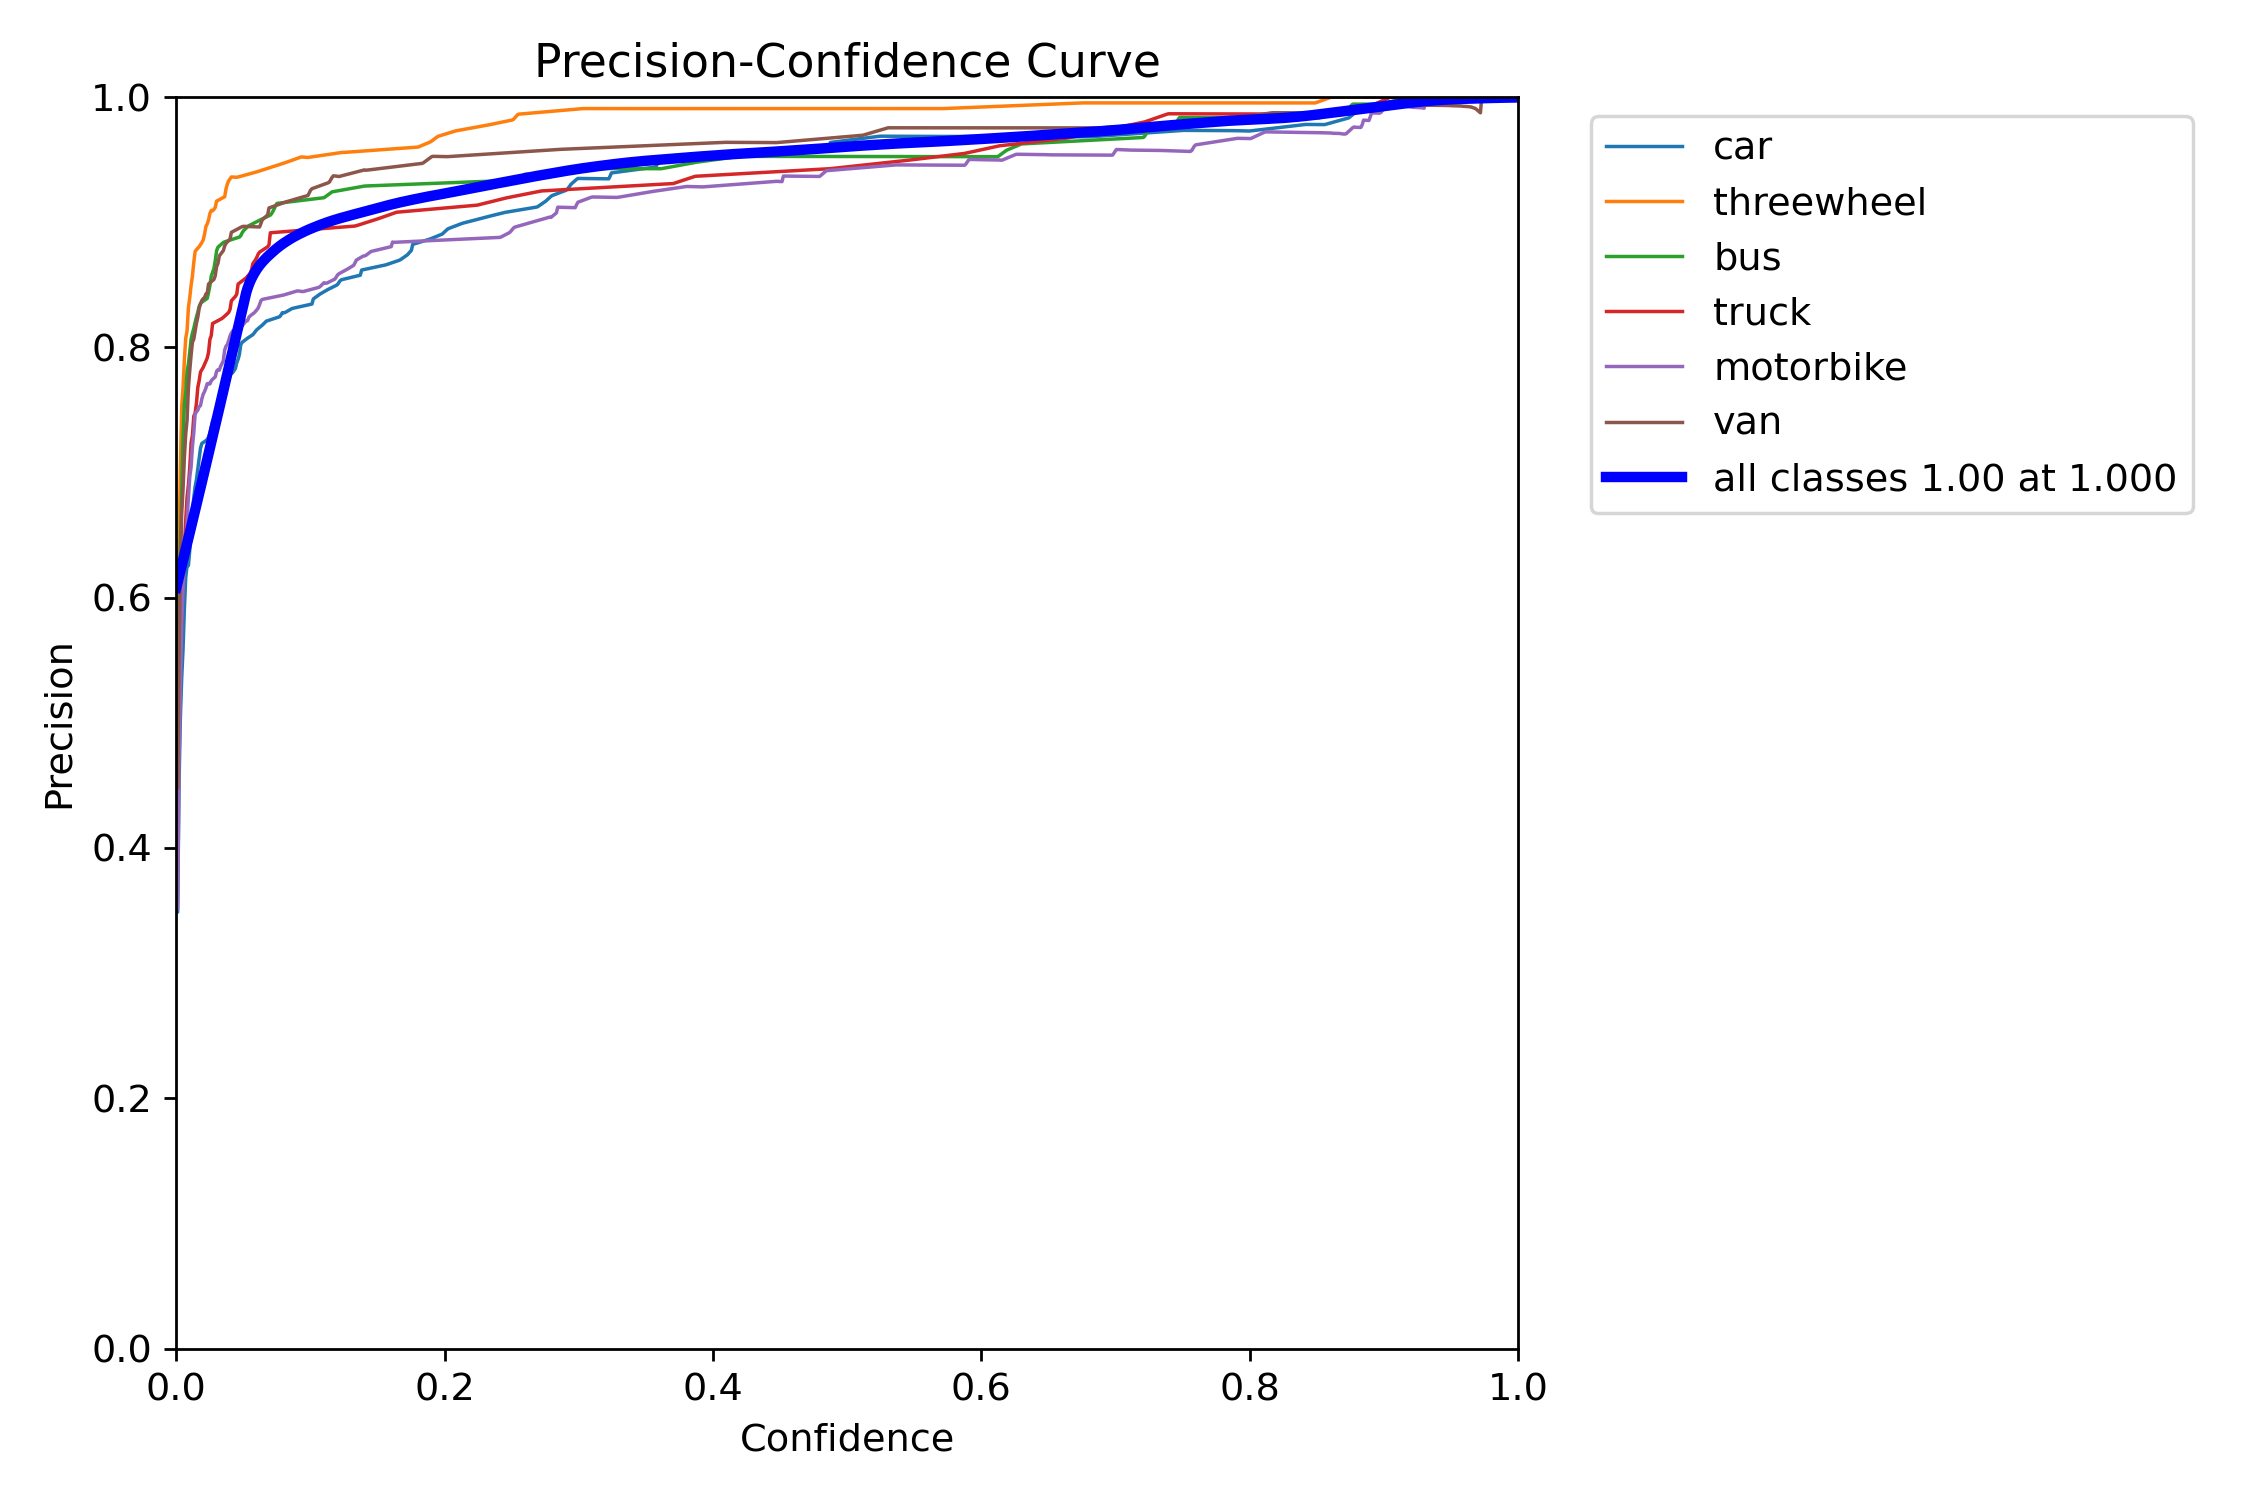 Precision-Confidence Curve
1.0
0.8
0.6
0.4
0.2
0.0
Precision
0.0 0.2 0.4 0.6 0.8 1.0
Confidence
car
threewheel
bus
truck
motorbike
van
all classes 1.00 at 1.000